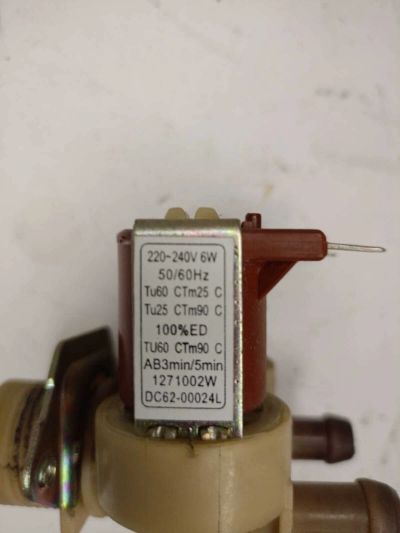 220~240V 6W
50/60Hz
Tu60 CTm25 C
Tu25 CTm90 C
100%ED
TU60 CTm90 C
AB3min/5min
1271002W
DC62-00024L